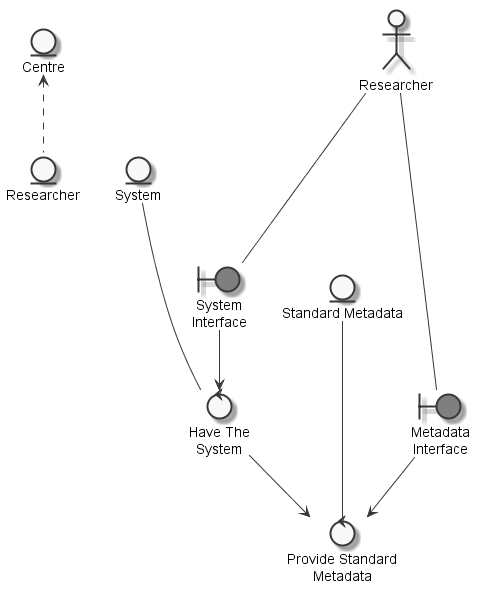 Centre
Researcher
Researcher
System
System
Interface
Standard Metadata
Have The
System
Metadata
Interface
Provide Standard
Metadata